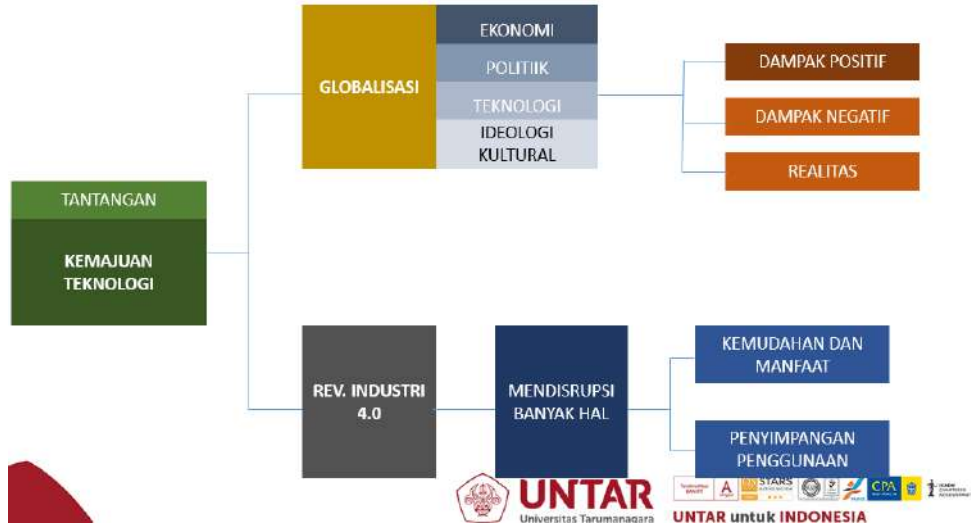 EKONOMI
POLITIIK
TEKNOLOGI
IDEOLOGI
KULTURAL
GLOBALISASI
DAMPAK POSITIF
DAMPAK NEGATIF
REALITAS
TANTANGAN
KEMAJUAN
TEKNOLOGI
REV. INDUSTRI
4.0
MENDISRUPSI
BANYAK HAL
KEMUDAHAN DAN
MANFAAT
PENYIMPANGAN
PENGGUNAAN
UNTAR
Universitas Tarumanagara
STARS
CPA
UNTAR untuk INDONESIA